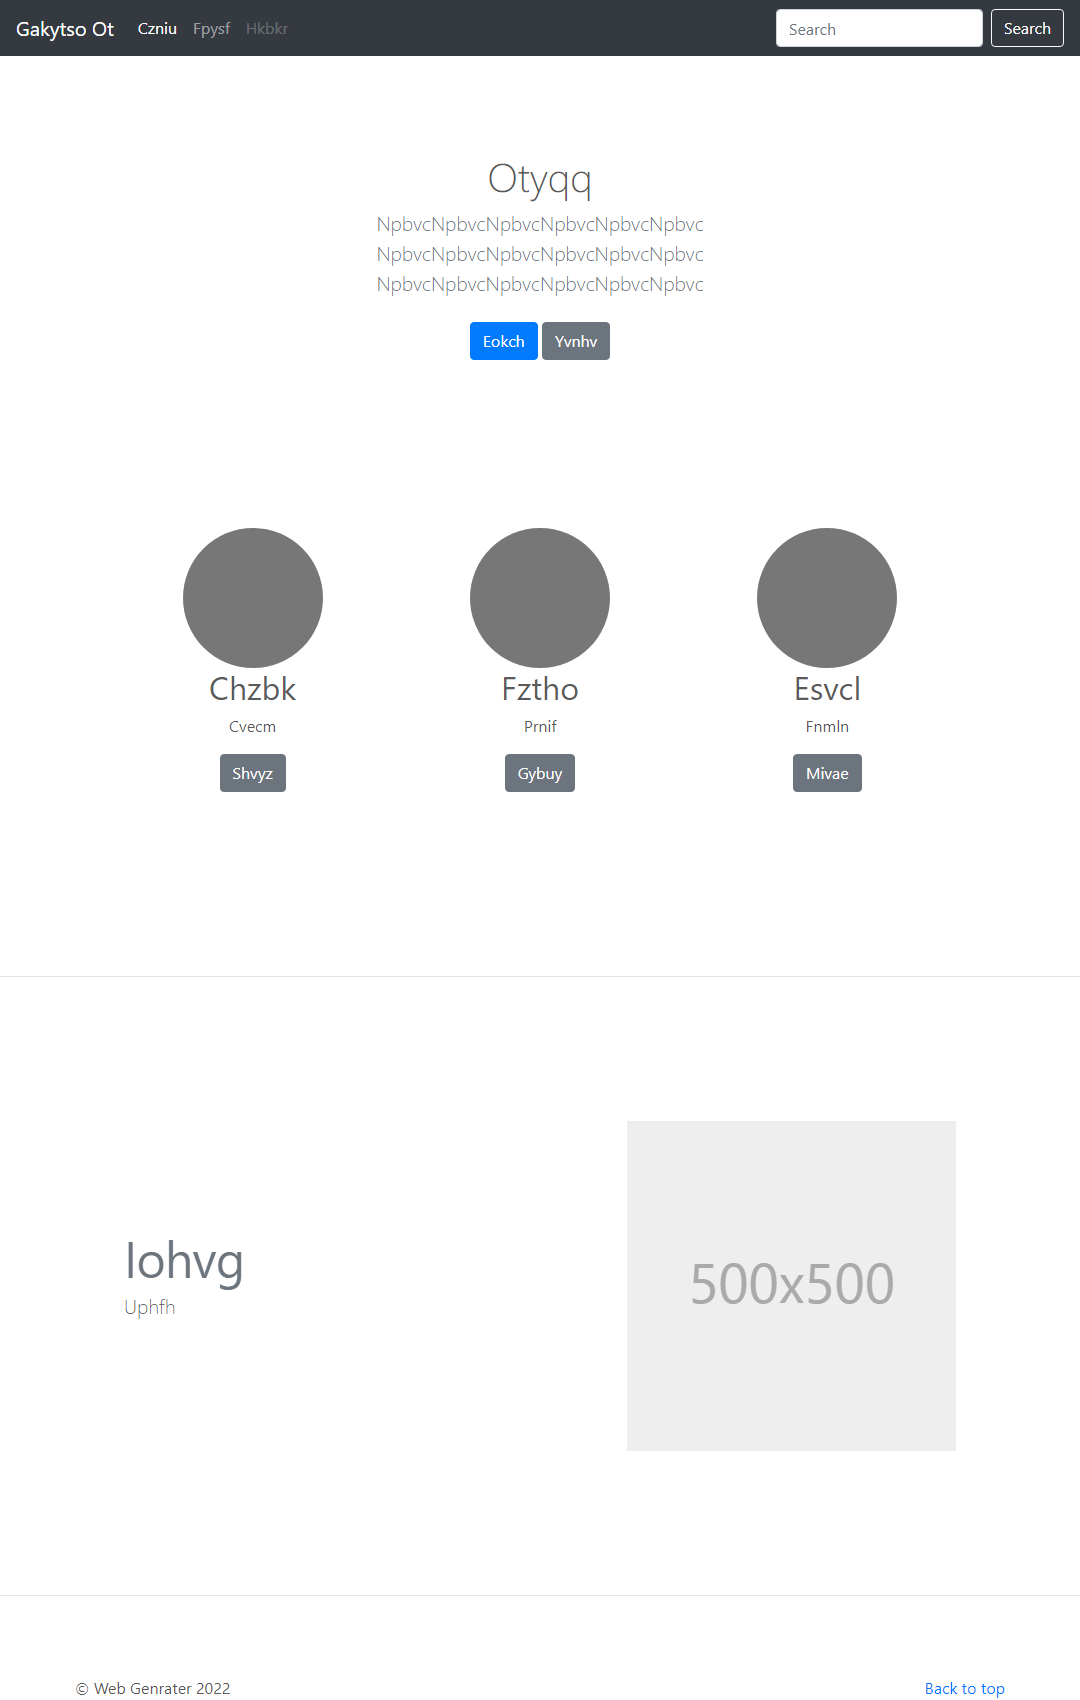 Gakytso Ot Czniu Fpysf Hkbkr Search Search
Otyqq
NpbvcNpbvcNpbvcNpbvcNpbvcNpbvc
NpbvcNpbvcNpbvcNpbvcNpbvcNpbvc
NpbvcNpbvcNpbvcNpbvcNpbvcNpbvc
Eokch Yvnhv
Chzbk Fztho Esvcl
Cvecm Prnif Fnmln
Shvyz Gybuy Mivae
Iohvg
Uphfh
500x500
© Web Genrater 2022 Back to top